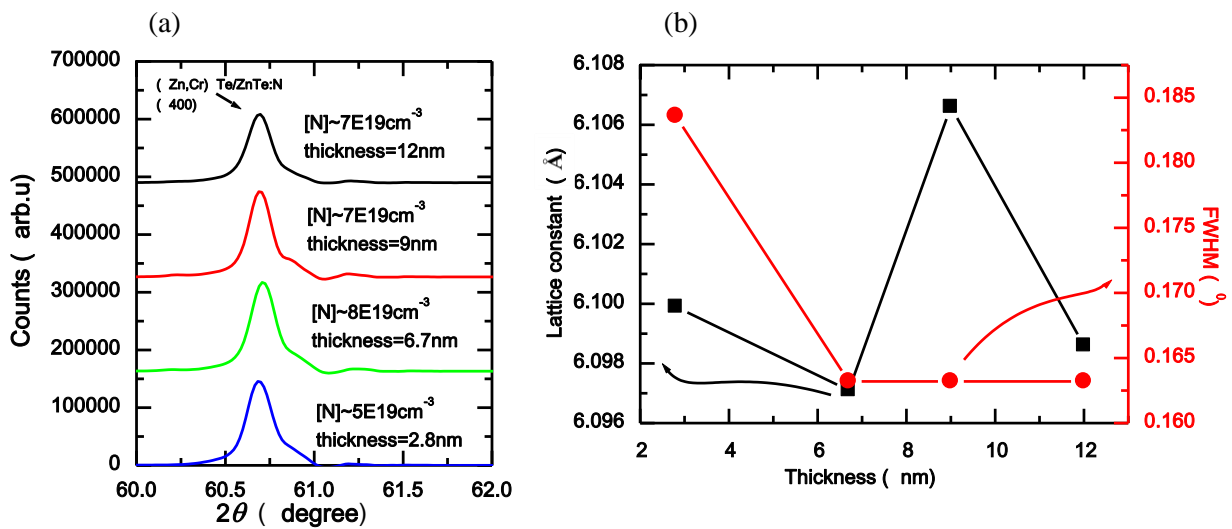 (a)
700000
600000
500000
400000
300000
200000
100000
0
Counts ( arb.u)
( Zn,Cr) Te/ZnTe:N
( 400)
[N]~7E19cm⁻³
thickness=12nm
[N]~7E19cm⁻³
thickness=9nm
[N]~8E19cm⁻³
thickness=6.7nm
[N]~5E19cm⁻³
thickness=2.8nm
60.0 60.5 61.0 61.5 62.0
2θ ( degree)
(b)
6.108
6.106
6.104
6.102
6.100
6.098
6.096
Lattice constant ( Å)
0.185
0.180
0.175
0.170
0.165
0.160
FWHM ( ⁰)
2 4 6 8 10 12
Thickness ( nm)